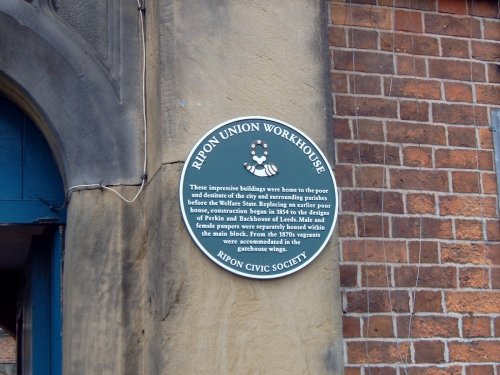 RIPON UNION WORKHOUSE
These impressive buildings were home to the poor
and destitute of the city and surrounding parishes
before the Welfare State. Replacing an earlier poor
house, construction began in 1854 to the designs
of Perkin and Backhouse of Leeds. Male and
female paupers were separately housed within
the main block. From the 1870s vagrants
were accommodated in the
gatehouse wings.
RIPON CIVIC SOCIETY